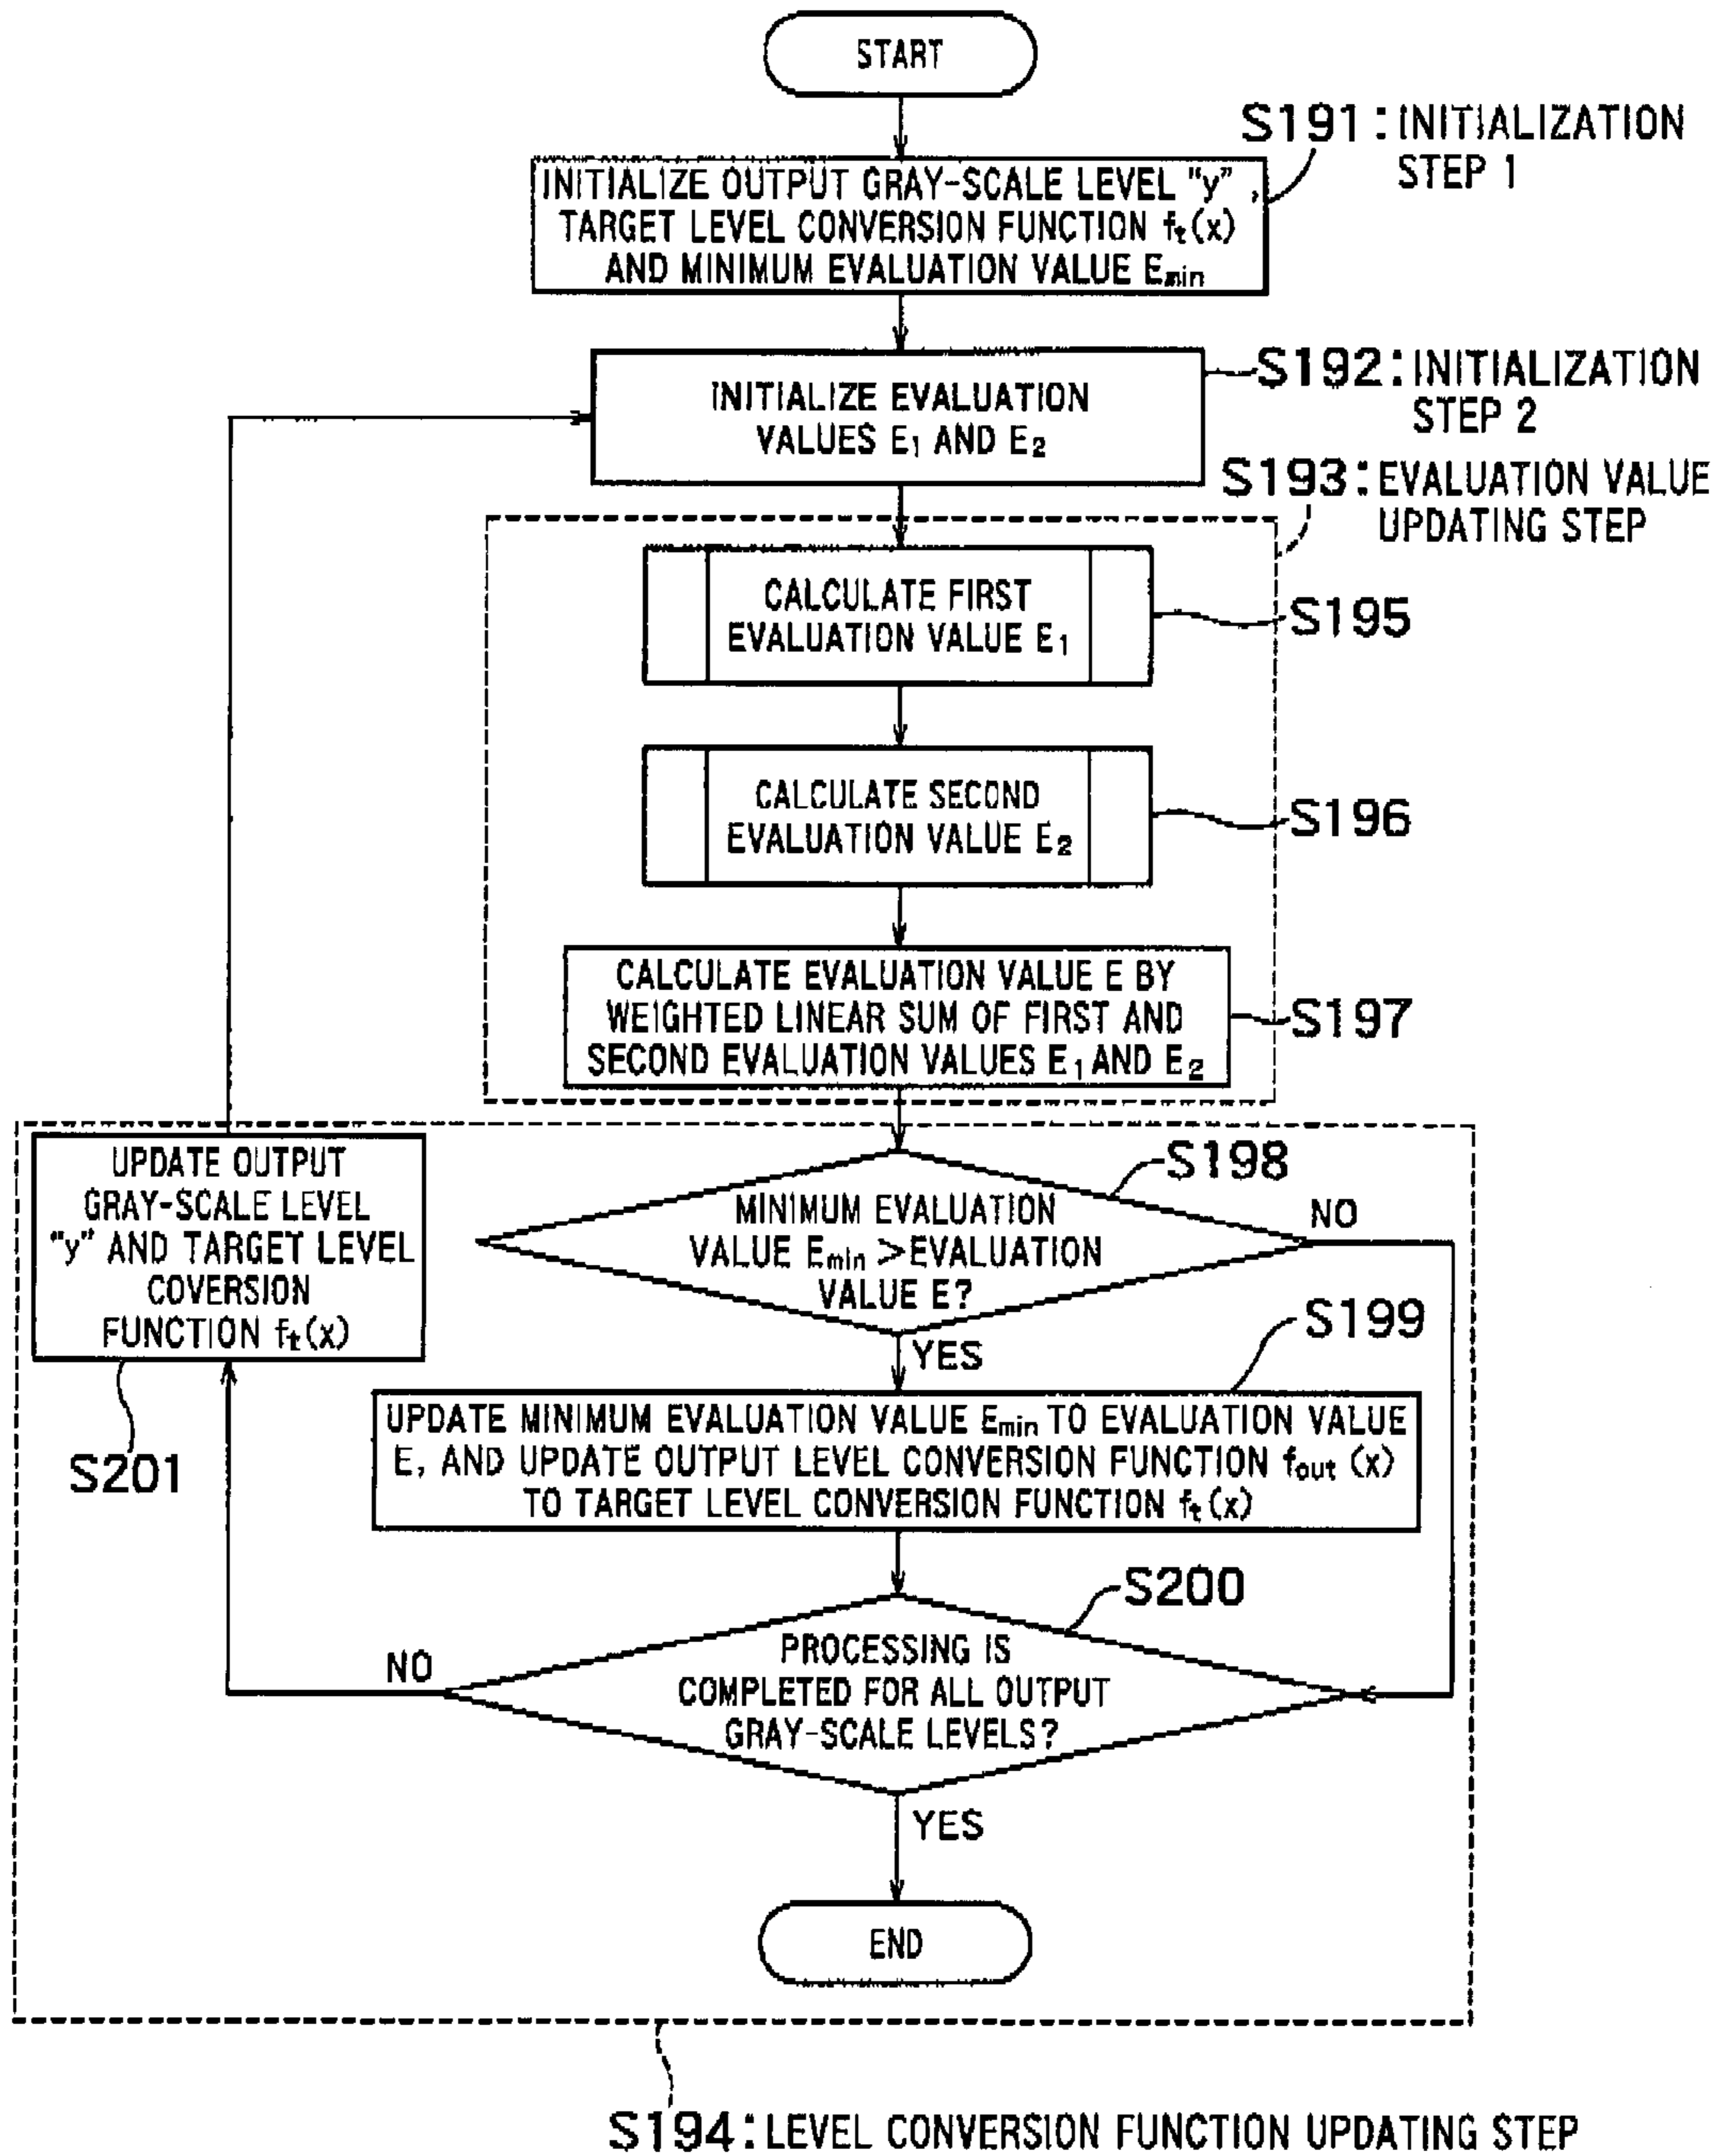 START
S191:INITIALIZATION
STEP 1
INITIALIZE OUTPUT GRAY-SCALE LEVEL "y",
TARGET LEVEL CONVERSION FUNCTION ft(x)
AND MINIMUM EVALUATION VALUE Emin
S192:INITIALIZATION
STEP 2
INITIALIZE EVALUATION
VALUES E1 AND E2
S193:EVALUATION VALUE
UPDATING STEP
CALCULATE FIRST
EVALUATION VALUE E1
S195
CALCULATE SECOND
EVALUATION VALUE E2
S196
CALCULATE EVALUATION VALUE E BY
WEIGHTED LINEAR SUM OF FIRST AND
SECOND EVALUATION VALUES E1 AND E2
S197
UPDATE OUTPUT
GRAY-SCALE LEVEL
"y" AND TARGET LEVEL
COVERSION
FUNCTION ft(x)
S201
S198
MINIMUM EVALUATION
VALUE Emin >EVALUATION
VALUE E?
NO
YES
S199
UPDATE MINIMUM EVALUATION VALUE Emin TO EVALUATION VALUE
E, AND UPDATE OUTPUT LEVEL CONVERSION FUNCTION fout (x)
TO TARGET LEVEL CONVERSION FUNCTION ft(x)
S200
PROCESSING IS
COMPLETED FOR ALL OUTPUT
GRAY-SCALE LEVELS?
NO
YES
END
S194:LEVEL CONVERSION FUNCTION UPDATING STEP